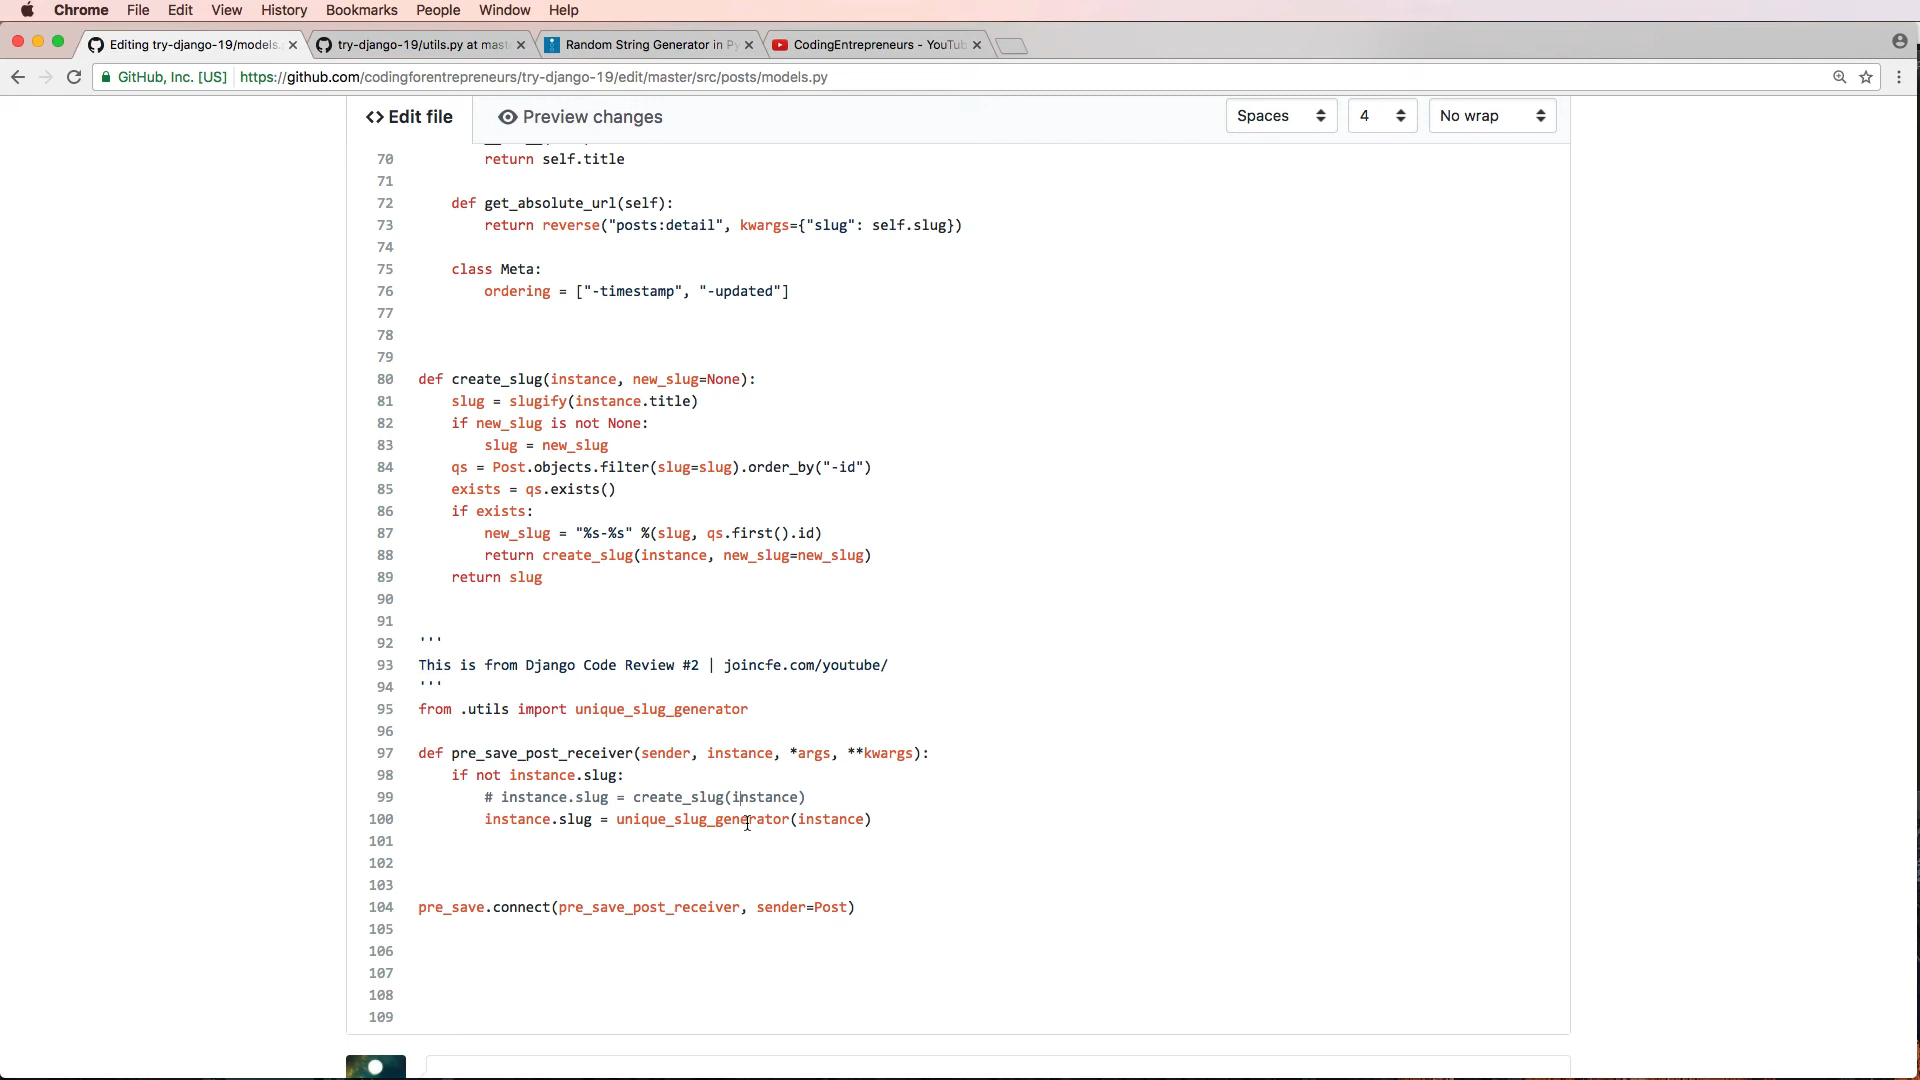 Chrome File Edit View History Bookmarks People Window Help
Editing try-django-19/models. try-django-19/utils.py at mast Random String Generator in Py CodingEntrepreneurs - YouTub
GitHub, Inc. [US] https://github.com/codingforentrepreneurs/try-django-19/edit/master/src/posts/models.py
<> Edit file Preview changes Spaces 4 No wrap
70 return self.title
71
72 def get_absolute_url(self):
73 return reverse("posts:detail", kwargs={"slug": self.slug})
74
75 class Meta:
76 ordering = ["-timestamp", "-updated"]
77
78
79
80 def create_slug(instance, new_slug=None):
81 slug = slugify(instance.title)
82 if new_slug is not None:
83 slug = new_slug
84 qs = Post.objects.filter(slug=slug).order_by("-id")
85 exists = qs.exists()
86 if exists:
87 new_slug = "%s-%s" %(slug, qs.first().id)
88 return create_slug(instance, new_slug=new_slug)
89 return slug
90
91
92 '''
93 This is from Django Code Review #2 | joincfe.com/youtube/
94 '''
95 from .utils import unique_slug_generator
96
97 def pre_save_post_receiver(sender, instance, *args, **kwargs):
98 if not instance.slug:
99 # instance.slug = create_slug(instance)
100 instance.slug = unique_slug_generator(instance)
101
102
103
104 pre_save.connect(pre_save_post_receiver, sender=Post)
105
106
107
108
109